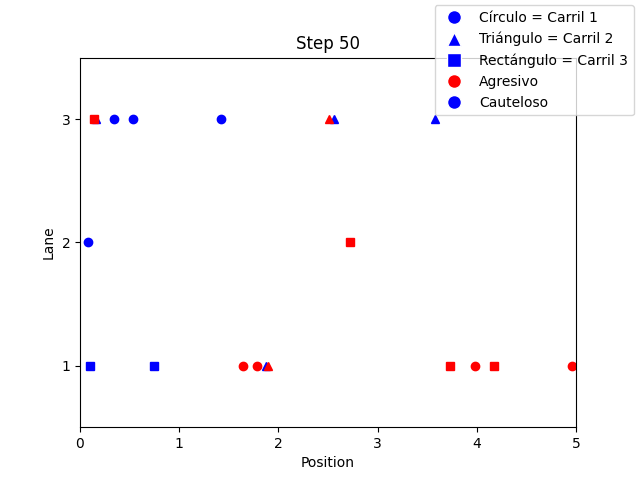 Step 50
Círculo = Carril 1
Triángulo = Carril 2
Rectángulo = Carril 3
Agresivo
Cauteloso
Lane
3
2
1
0 1 2 3 4 5
Position